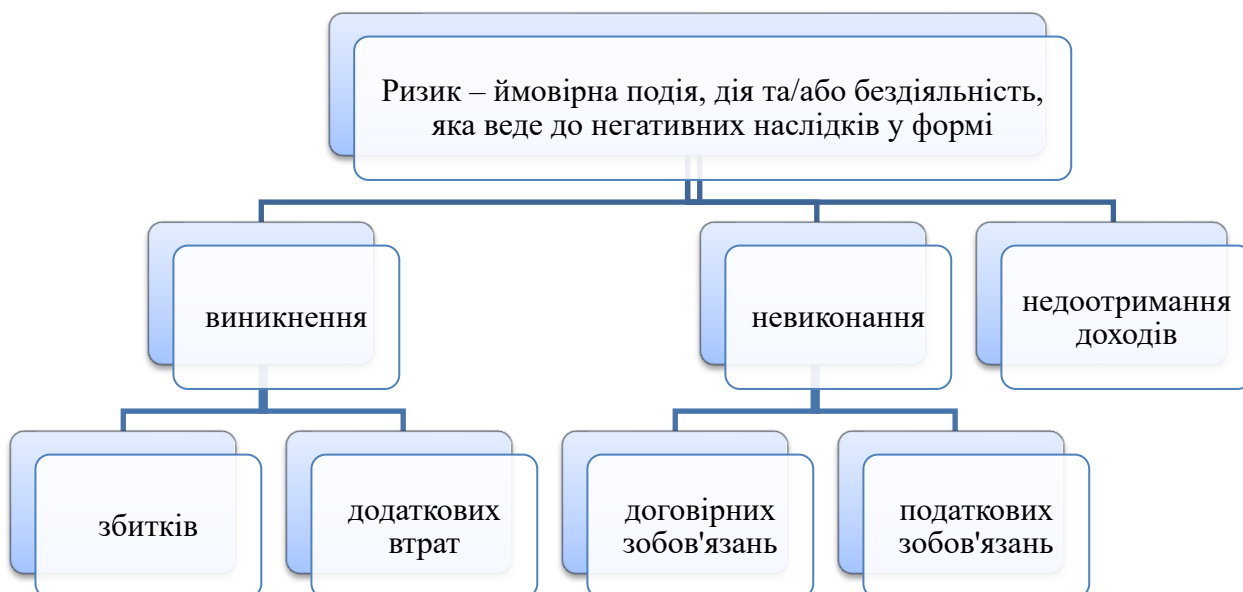 Ризик – ймовірна подія, дія та/або бездіяльність,
яка веде до негативних наслідків у формі
виникнення
невиконання
недоотримання
доходів
збитків
додаткових
втрат
договірних
зобов'язань
податкових
зобов'язань